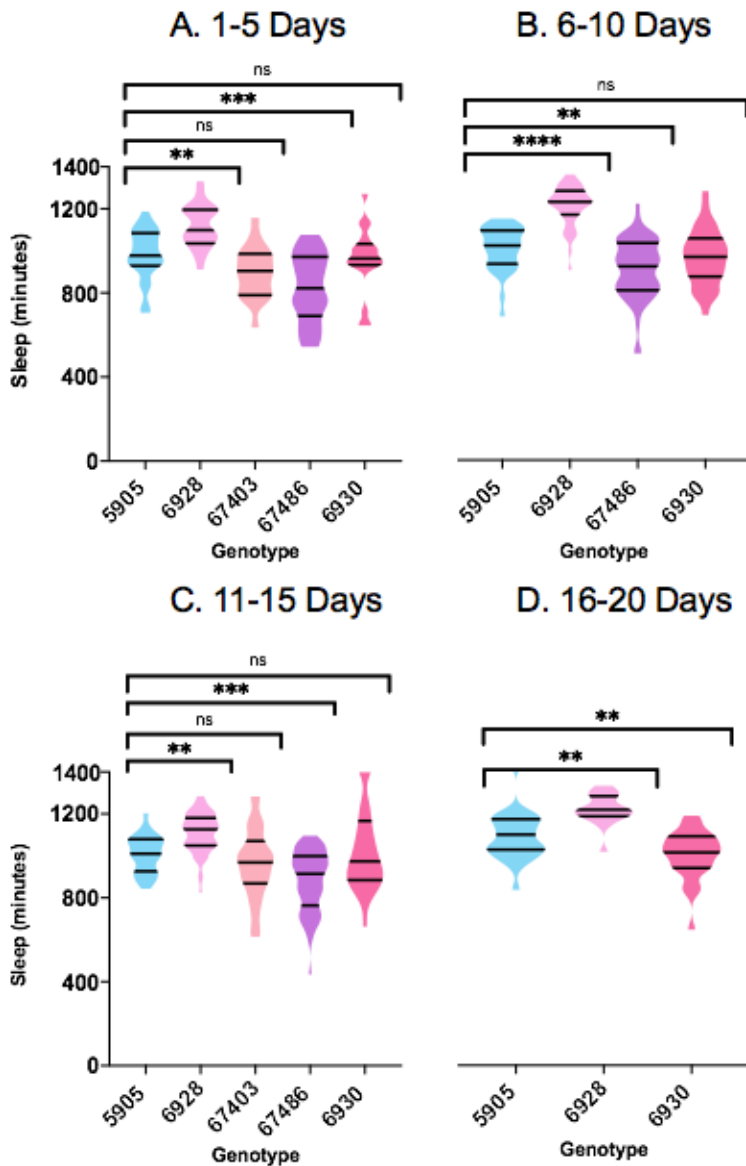 A. 1-5 Days
ns
***
ns
**
1400
1200
800
400
0
Sleep (minutes)
5905
6928
67403
67486
6930
Genotype
B. 6-10 Days
ns
**
****
5905
6928
67486
6930
Genotype
C. 11-15 Days
ns
***
ns
**
1400
1200
800
400
0
Sleep (minutes)
5905
6928
67403
67486
6930
Genotype
D. 16-20 Days
**
**
5905
6928
6930
Genotype